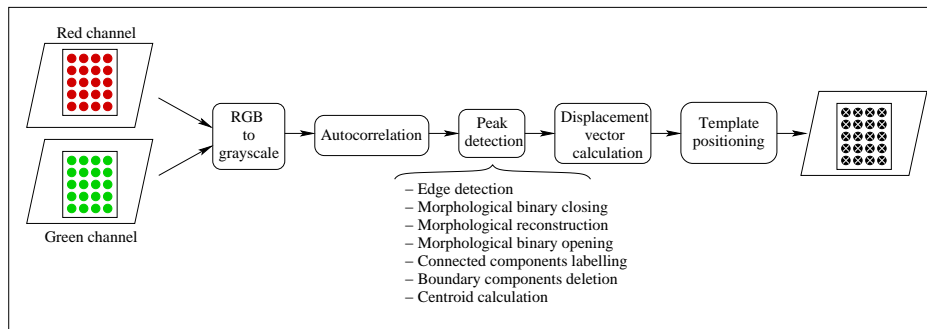 Red channel
Green channel
RGB
to
grayscale
Autocorrelation
Peak
detection
Displacement
vector
calculation
Template
positioning
– Edge detection
– Morphological binary closing
– Morphological reconstruction
– Morphological binary opening
– Connected components labelling
– Boundary components deletion
– Centroid calculation